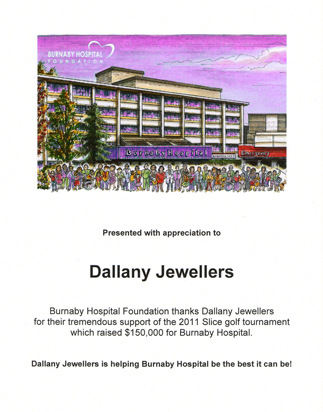 BURNABY HOSPITAL
FOUNDATION
Burnaby Hospital
Presented with appreciation to
Dallany Jewellers
Burnaby Hospital Foundation thanks Dallany Jewellers
for their tremendous support of the 2011 Slice golf tournament
which raised $150,000 for Burnaby Hospital.
Dallany Jewellers is helping Burnaby Hospital be the best it can be!